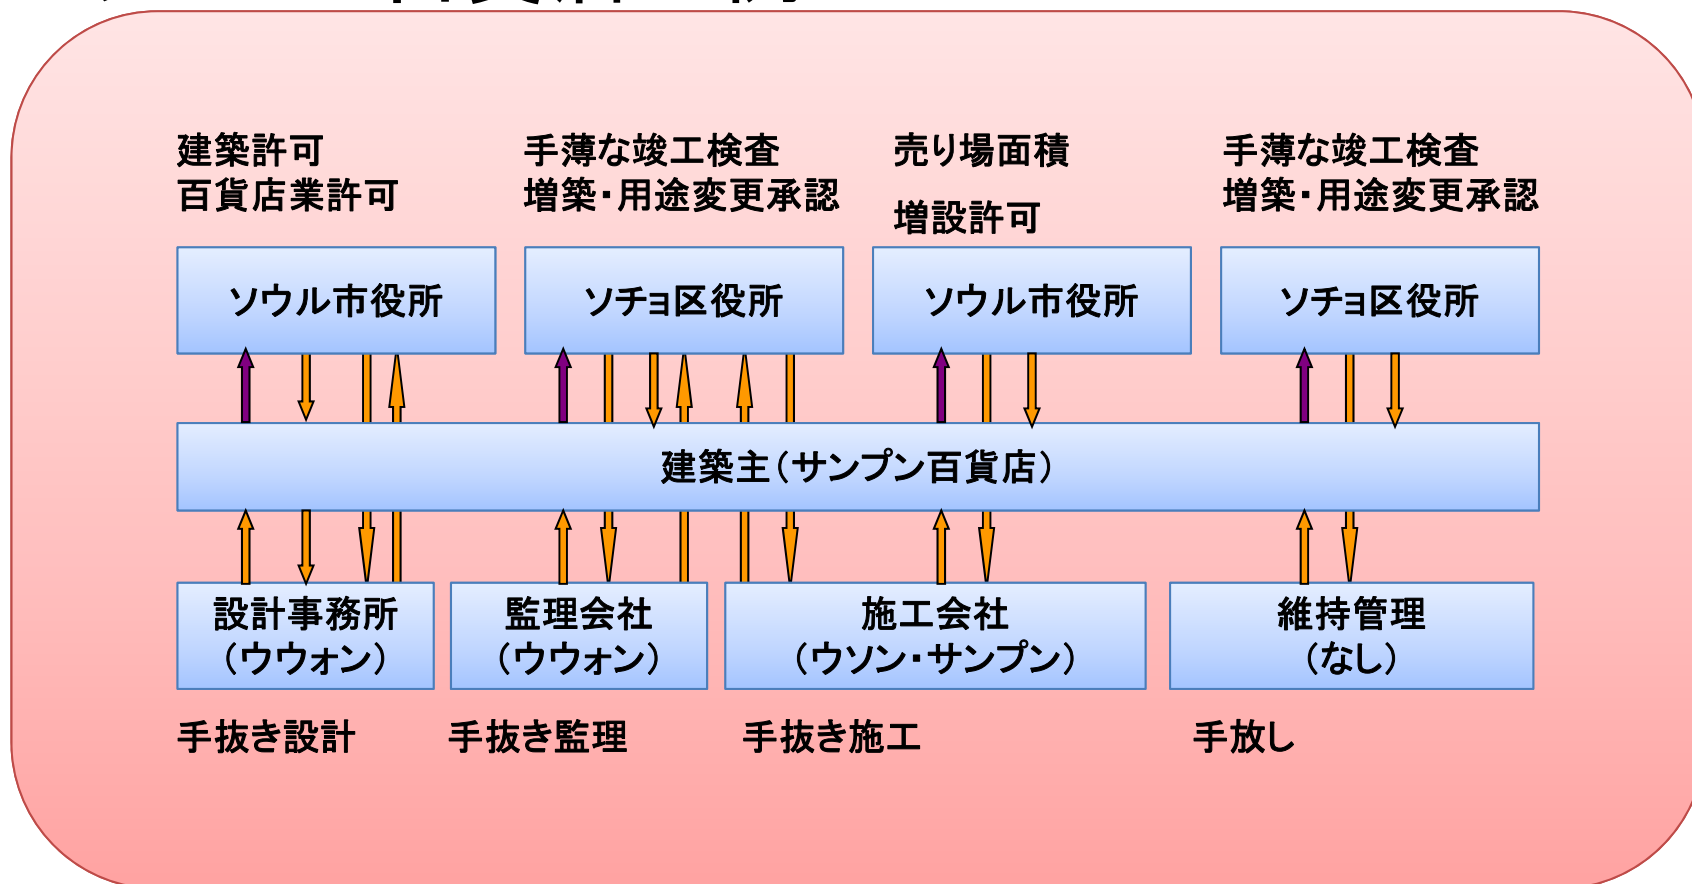 建築許可
百貨店業許可
手薄な竣工検査
増築・用途変更承認
売り場面積
増設許可
手薄な竣工検査
増築・用途変更承認
ソウル市役所
ソチョ区役所
ソウル市役所
ソチョ区役所
建築主（サンプン百貨店）
設計事務所
（ウウォン）
監理会社
（ウウォン）
施工会社
（ウソン・サンプン）
維持管理
（なし）
手抜き設計
手抜き監理
手抜き施工
手放し